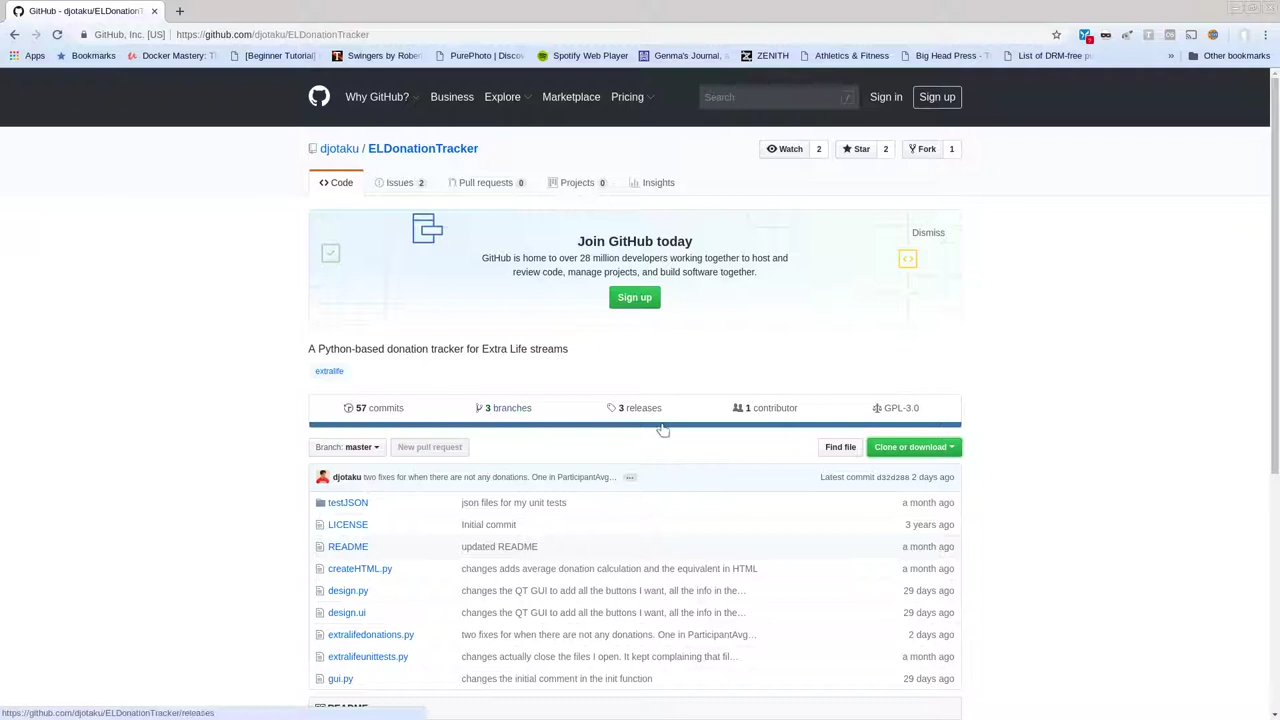 GitHub - djotaku/ELDonationT
GitHub, Inc. [US] https://github.com/djotaku/ELDonationTracker
Apps Bookmarks Docker Mastery: Th [Beginner Tutorial] Swingers by Rober PurePhoto | Disco Spotify Web Player Genma's Journal, a ZENITH Athletics & Fitness Big Head Press - T List of DRM-free pu » Other bookmarks
Why GitHub? Business Explore Marketplace Pricing Search / Sign in Sign up
djotaku / ELDonationTracker Watch 2 Star 2 Fork 1
Code Issues 2 Pull requests 0 Projects 0 Insights
Join GitHub today
Dismiss
GitHub is home to over 28 million developers working together to host and
review code, manage projects, and build software together.
Sign up
A Python-based donation tracker for Extra Life streams
extralife
57 commits 3 branches 3 releases 1 contributor GPL-3.0
Branch: master New pull request Find file Clone or download
djotaku two fixes for when there are not any donations. One in ParticipantAvg… … Latest commit d32d288 2 days ago
testJSON json files for my unit tests a month ago
LICENSE Initial commit 3 years ago
README updated README a month ago
createHTML.py changes adds average donation calculation and the equivalent in HTML a month ago
design.py changes the QT GUI to add all the buttons I want, all the info in the… 29 days ago
design.ui changes the QT GUI to add all the buttons I want, all the info in the… 29 days ago
extralifedonations.py two fixes for when there are not any donations. One in ParticipantAvg… 2 days ago
extralifeunittests.py changes actually close the files I open. It kept complaining that fil… a month ago
gui.py changes the initial comment in the init function 29 days ago
README
https://github.com/djotaku/ELDonationTracker/releases